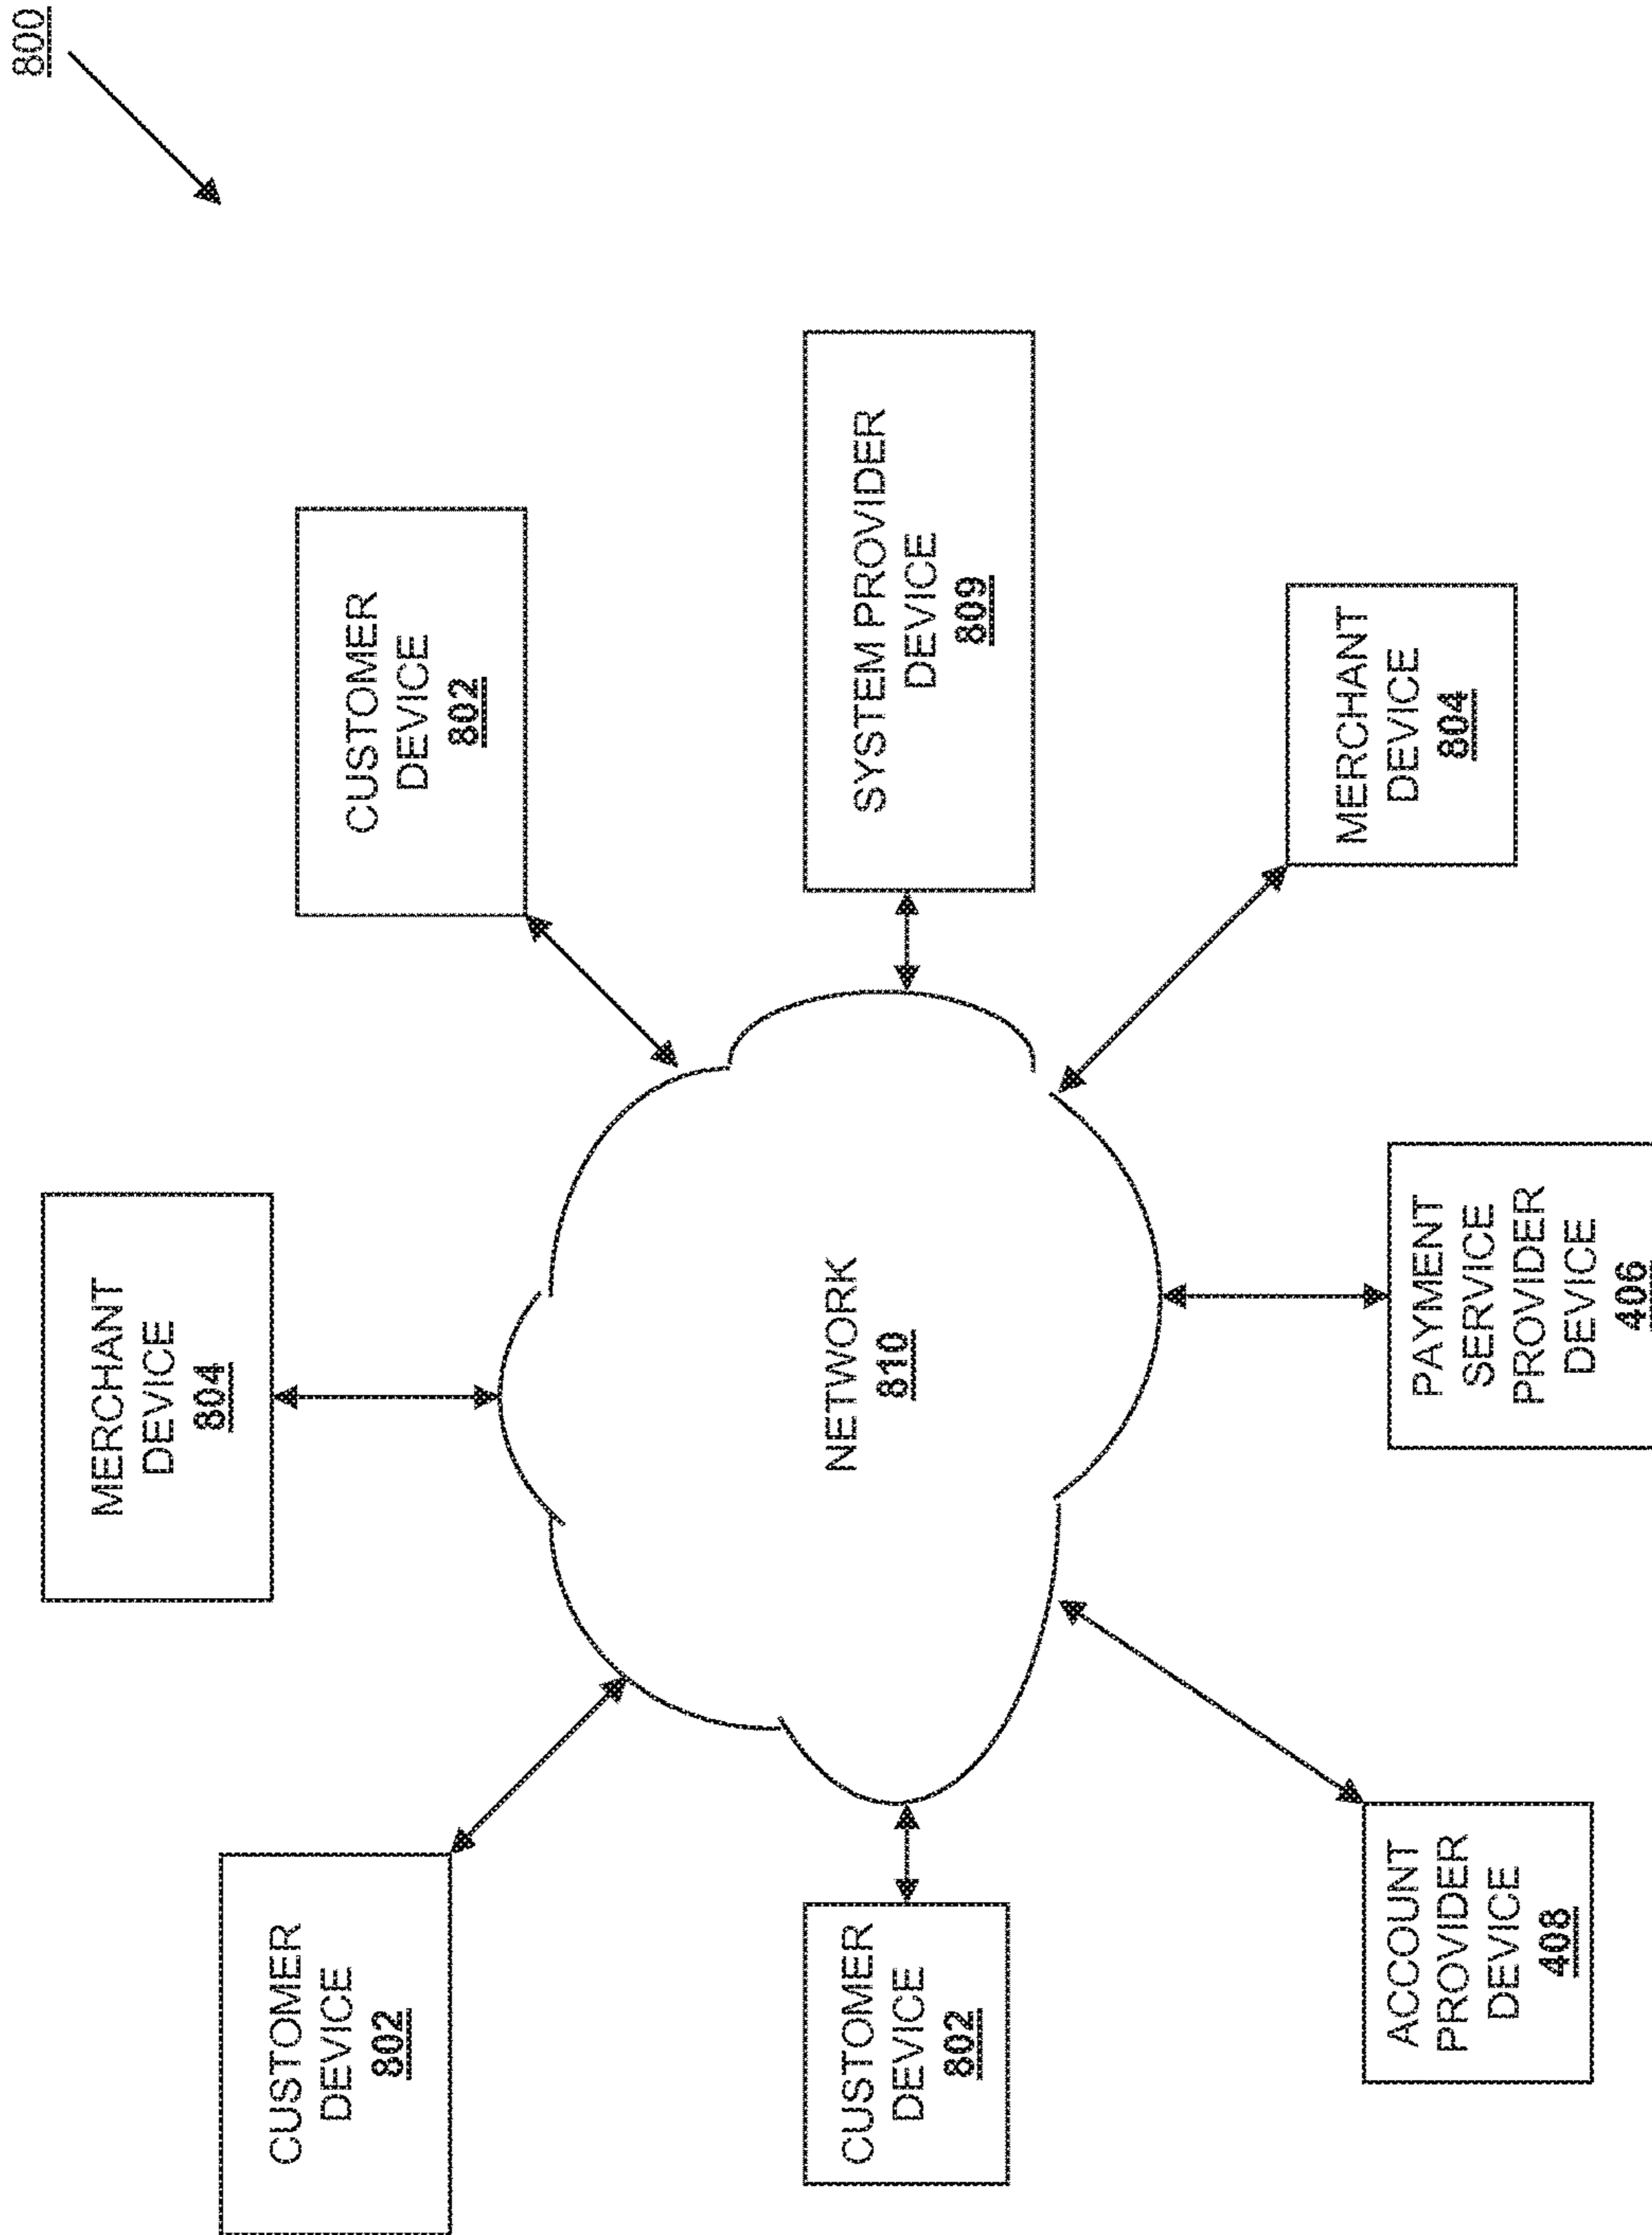 800
CUSTOMER
DEVICE
802
MERCHANT
DEVICE
804
CUSTOMER
DEVICE
802
CUSTOMER
DEVICE
802
NETWORK
810
SYSTEM PROVIDER
DEVICE
809
ACCOUNT
PROVIDER
DEVICE
408
PAYMENT
SERVICE
PROVIDER
DEVICE
406
MERCHANT
DEVICE
804